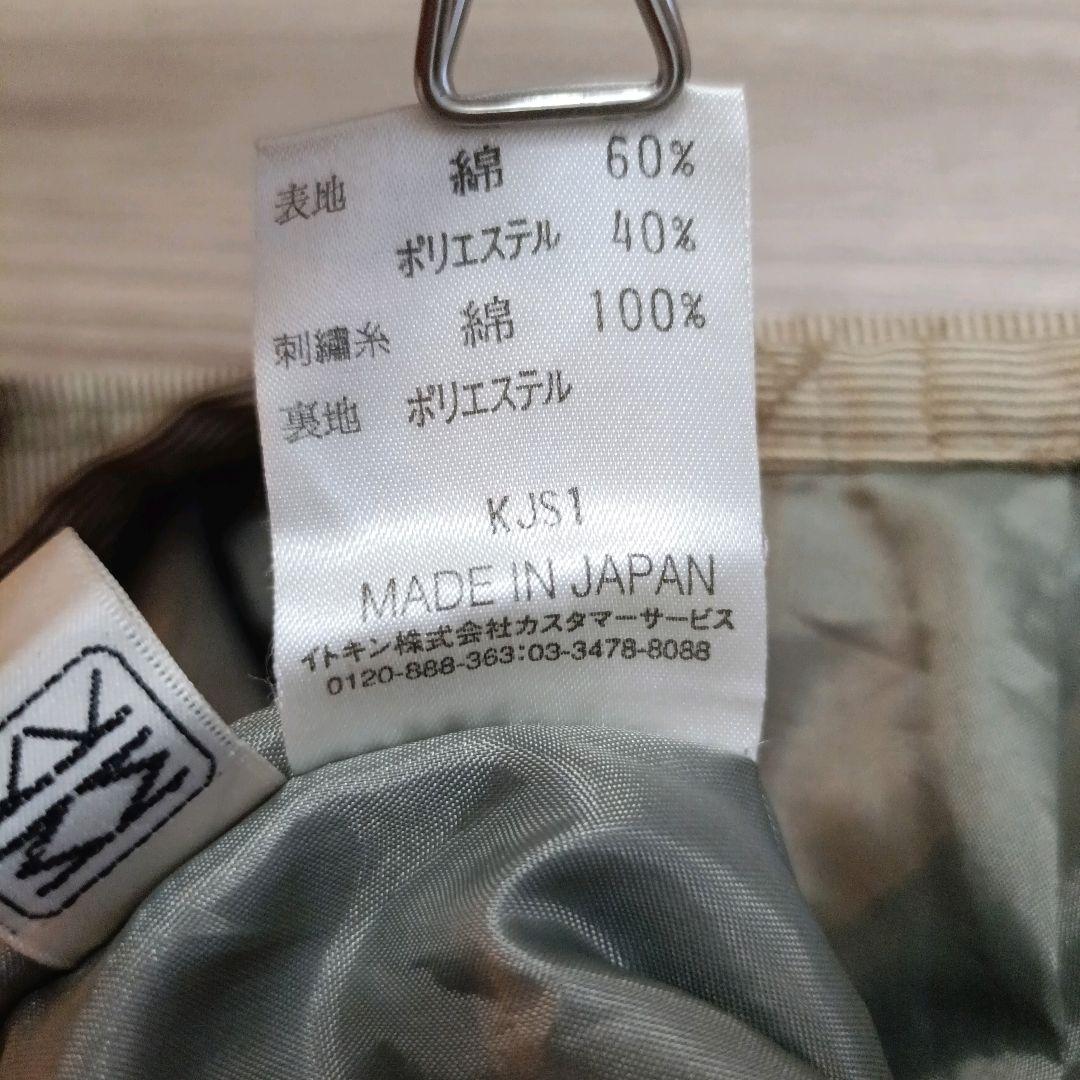 表地 綿 60%
ポリエステル 40%
刺繍糸 綿 100%
裏地 ポリエステル
KJS1
MADE IN JAPAN
イトキン株式会社カスタマーサービス
0120-888-363:03-3478-8088